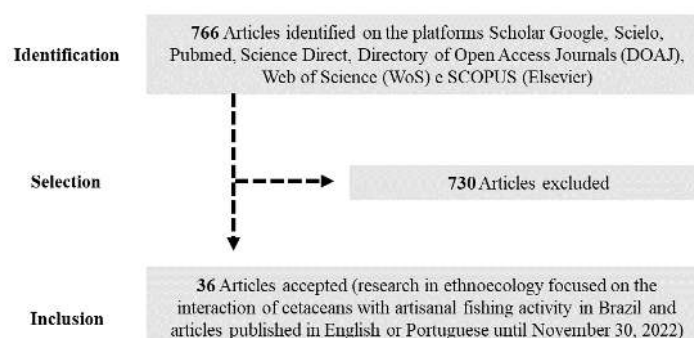 Identification
766 Articles identified on the platforms Scholar Google, Scielo,
Pubmed, Science Direct, Directory of Open Access Journals (DOAJ),
Web of Science (WoS) e SCOPUS (Elsevier)
Selection
730 Articles excluded
Inclusion
36 Articles accepted (research in ethnoecology focused on the
interaction of cetaceans with artisanal fishing activity in Brazil and
articles published in English or Portuguese until November 30, 2022)